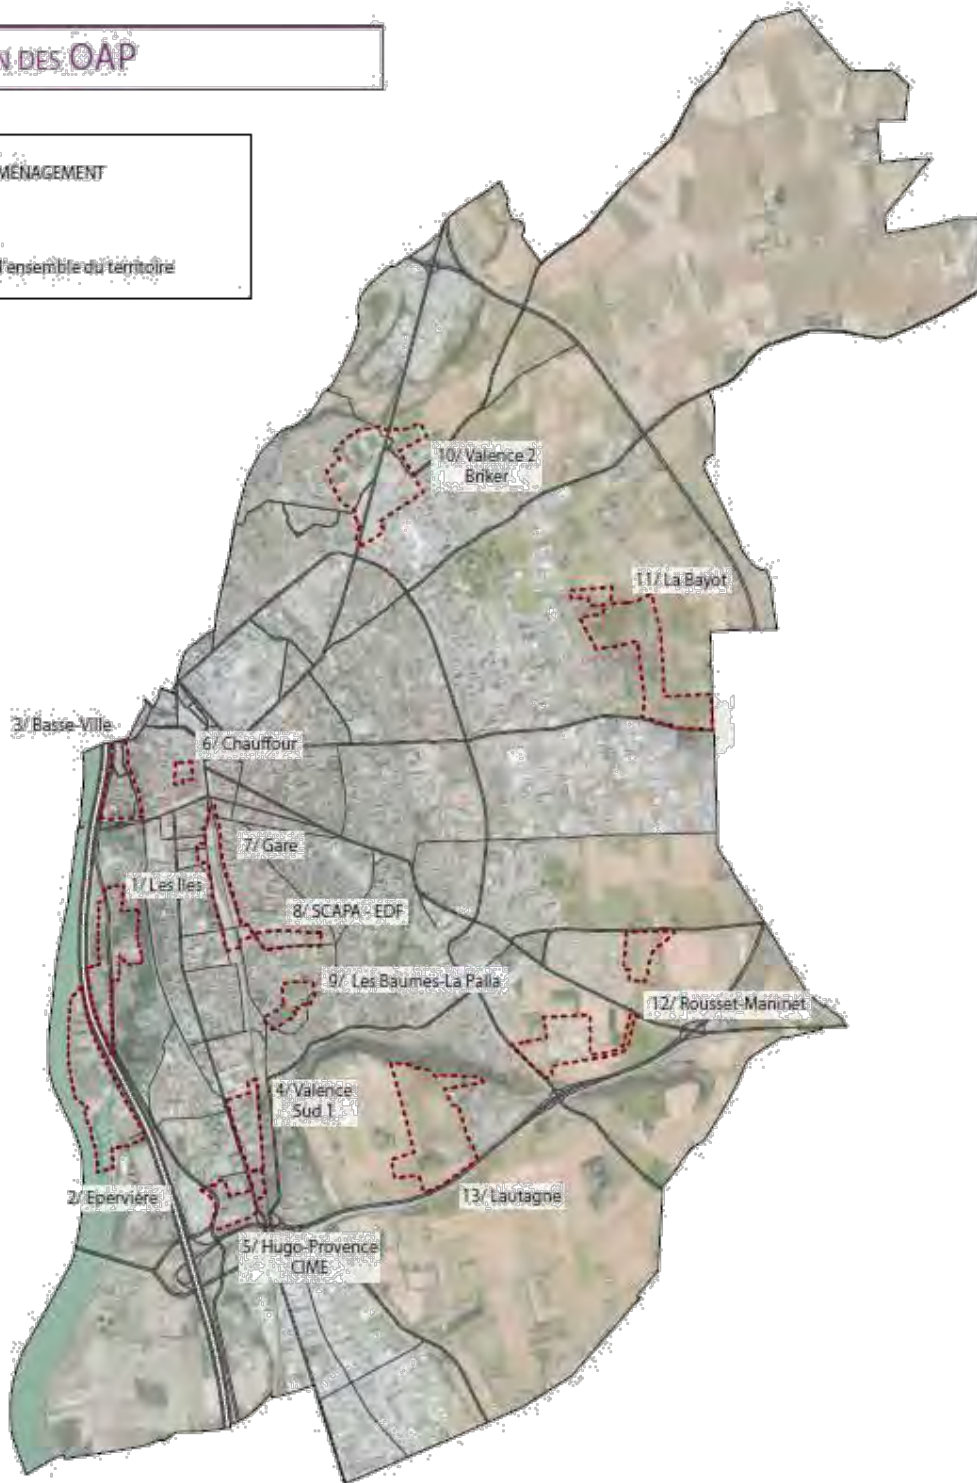 DES OAP
MÉNAGEMENT
l'ensemble du territoire
10/ Valence 2
Briker
11/ La Bayot
3/ Basse-Ville
6/ Chauffour
7/ Gare
1/ Les Iles
8/ SCAPA - EDF
9/ Les Baumes-La Palla
12/ Rousset-Maninet
4/ Valence
Sud 1
2/ Epervière
13/ Lautagne
5/ Hugo-Provence
CIME